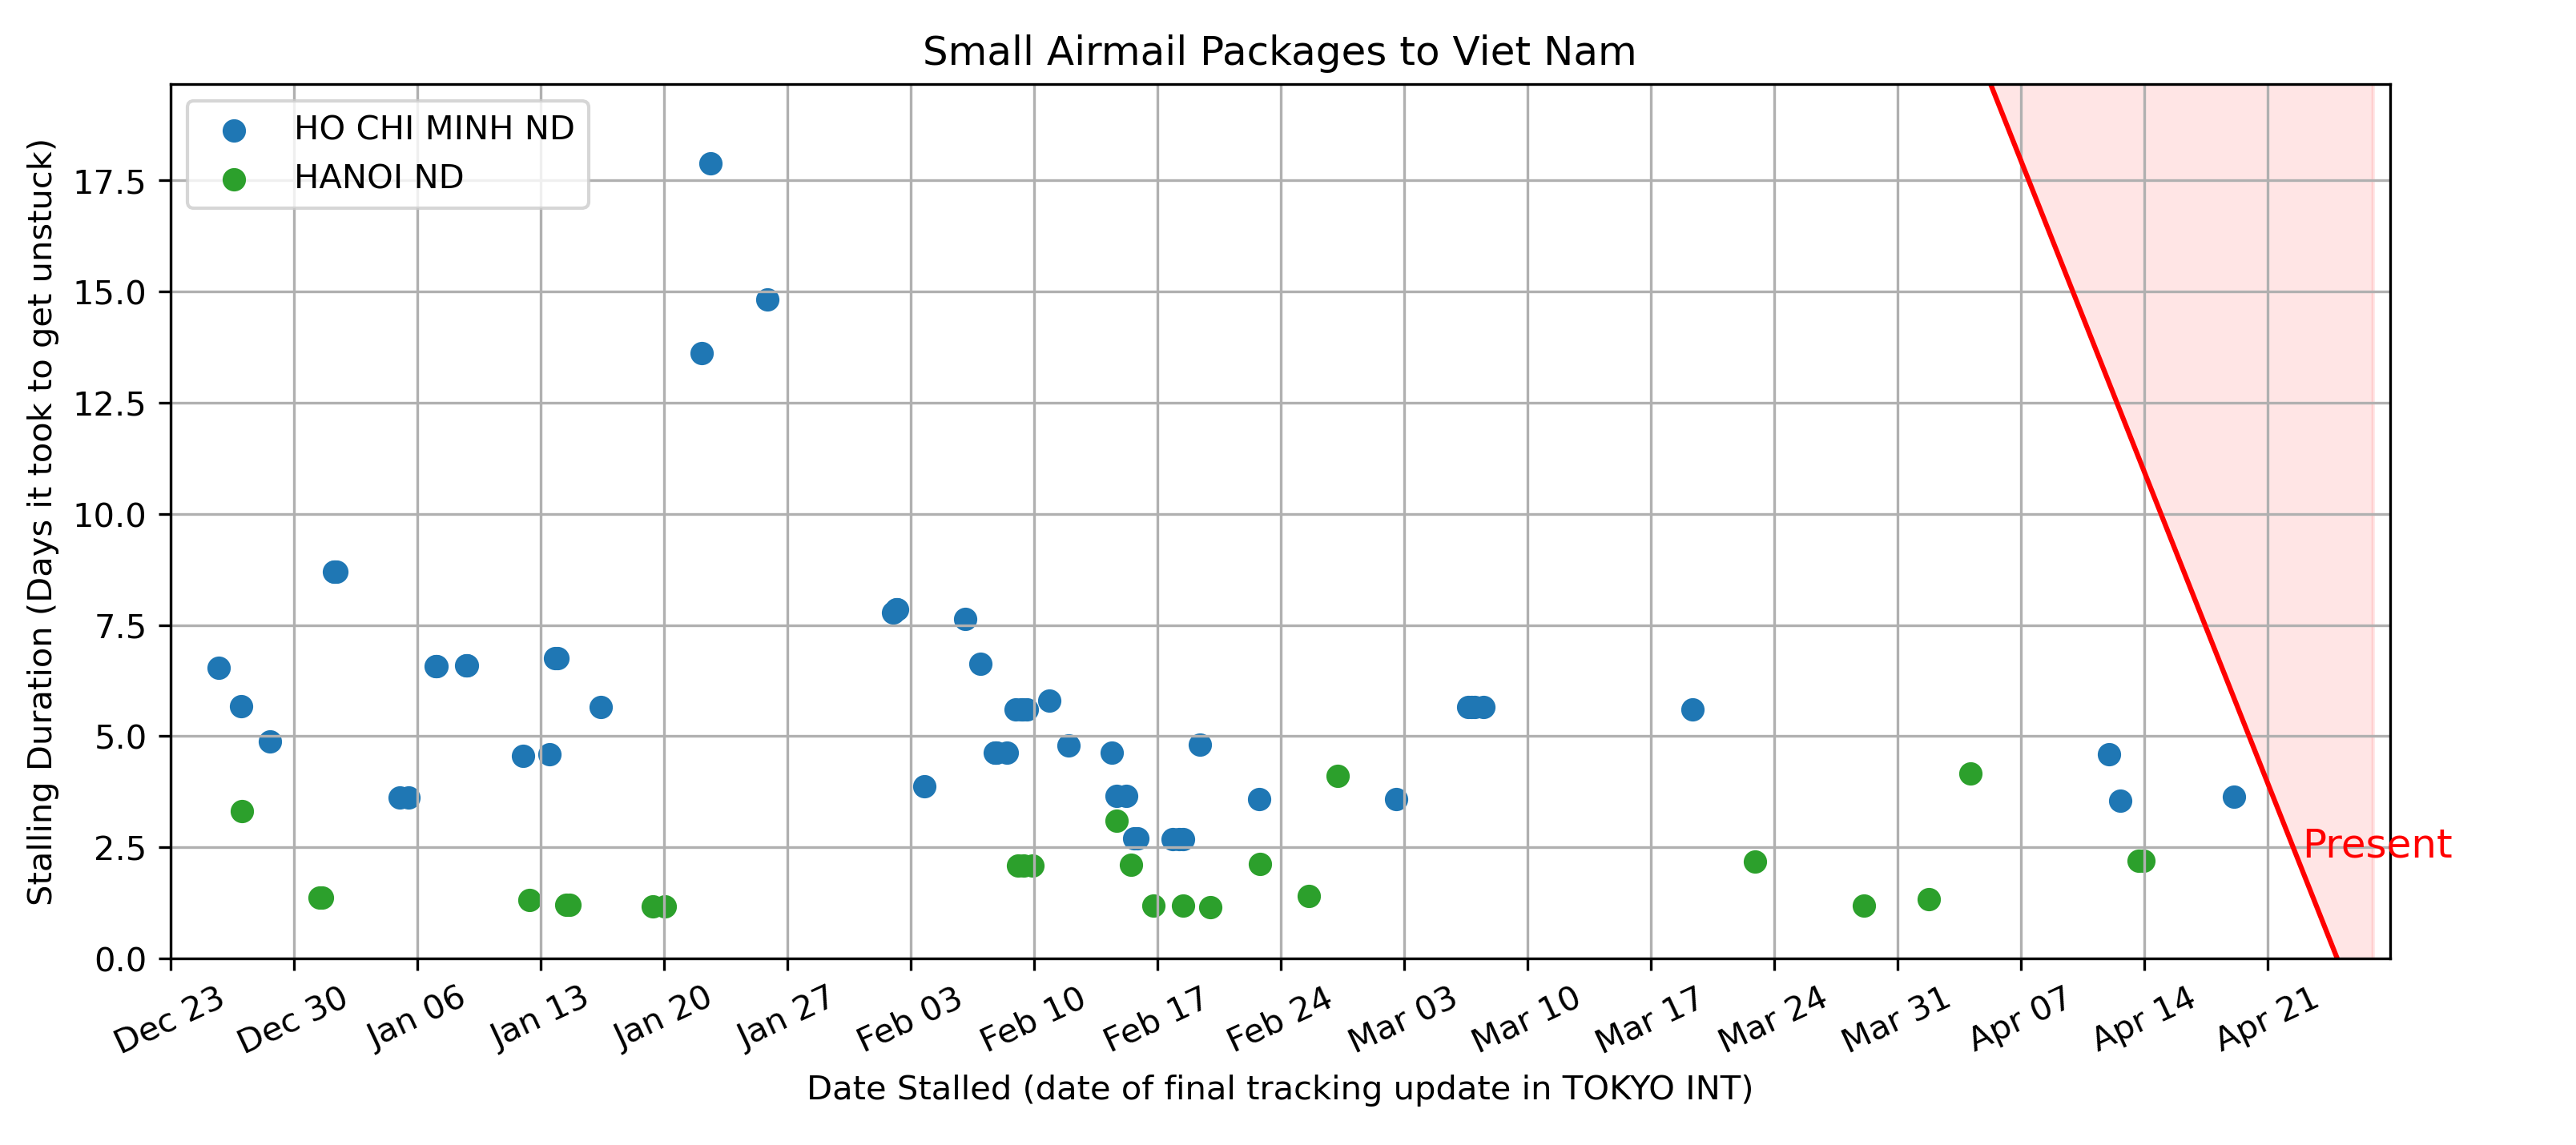 Small Airmail Packages to Viet Nam
HO CHI MINH ND
HANOI ND
Stalling Duration (Days it took to get unstuck)
17.5
15.0
12.5
10.0
7.5
5.0
2.5
0.0
Present
Dec 23
Dec 30
Jan 06
Jan 13
Jan 20
Jan 27
Feb 03
Feb 10
Feb 17
Feb 24
Mar 03
Mar 10
Mar 17
Mar 24
Mar 31
Apr 07
Apr 14
Apr 21
Date Stalled (date of final tracking update in TOKYO INT)